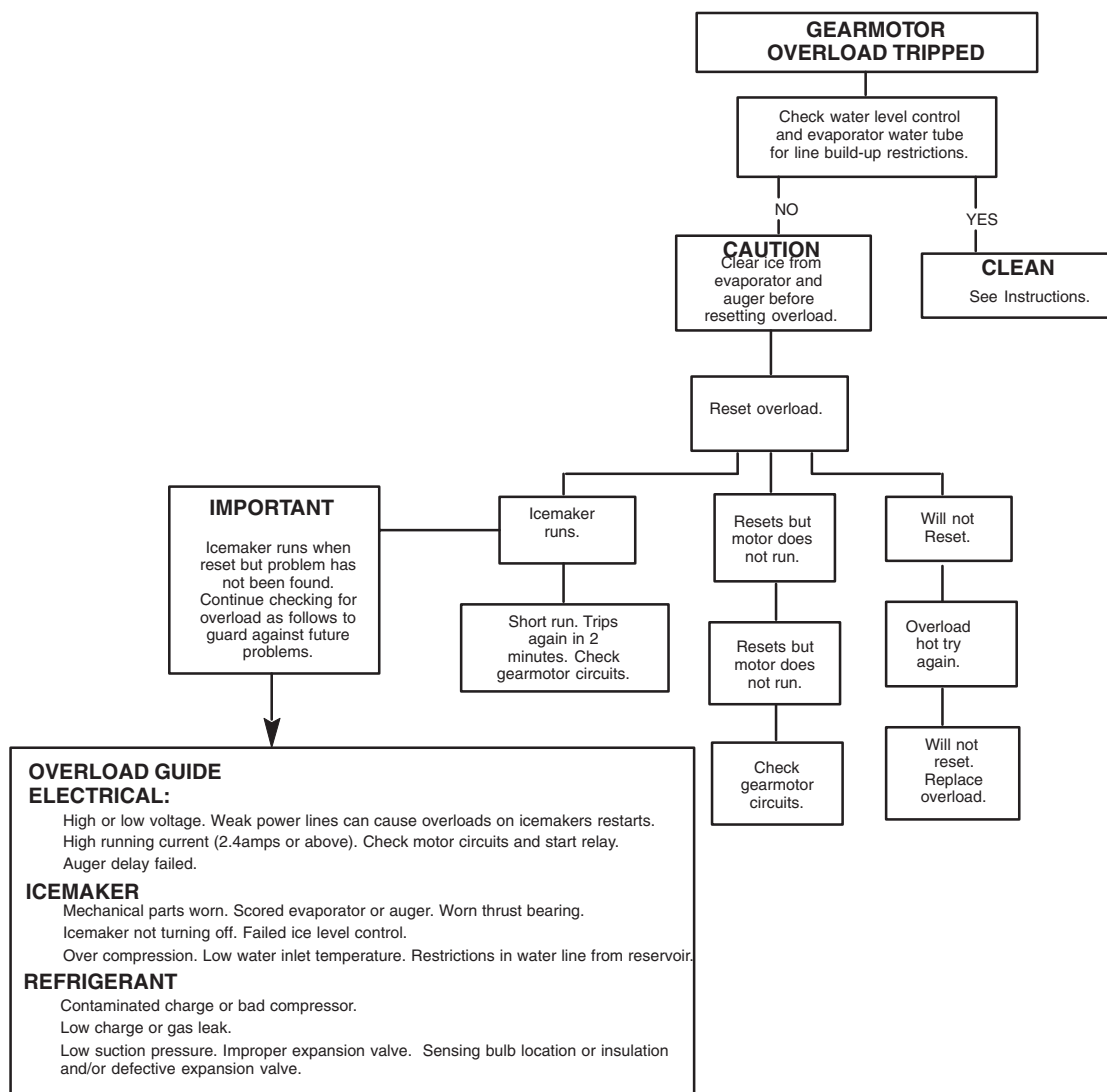 GEARMOTOR
OVERLOAD TRIPPED
Check water level control
and evaporator water tube
for line build-up restrictions.
NO
YES
CAUTION
Clear ice from
evaporator and
auger before
resetting overload.
CLEAN
See Instructions.
Reset overload.
IMPORTANT
Icemaker runs when
reset but problem has
not been found.
Continue checking for
overload as follows to
guard against future
problems.
Icemaker
runs.
Short run. Trips
again in 2
minutes. Check
gearmotor circuits.
Resets but
motor does
not run.
Resets but
motor does
not run.
Check
gearmotor
circuits.
Will not
Reset.
Overload
hot try
again.
Will not
reset.
Replace
overload.
OVERLOAD GUIDE
ELECTRICAL:
High or low voltage. Weak power lines can cause overloads on icemakers restarts.
High running current (2.4amps or above). Check motor circuits and start relay.
Auger delay failed.
ICEMAKER
Mechanical parts worn. Scored evaporator or auger. Worn thrust bearing.
Icemaker not turning off. Failed ice level control.
Over compression. Low water inlet temperature. Restrictions in water line from reservoir.
REFRIGERANT
Contaminated charge or bad compressor.
Low charge or gas leak.
Low suction pressure. Improper expansion valve. Sensing bulb location or insulation
and/or defective expansion valve.